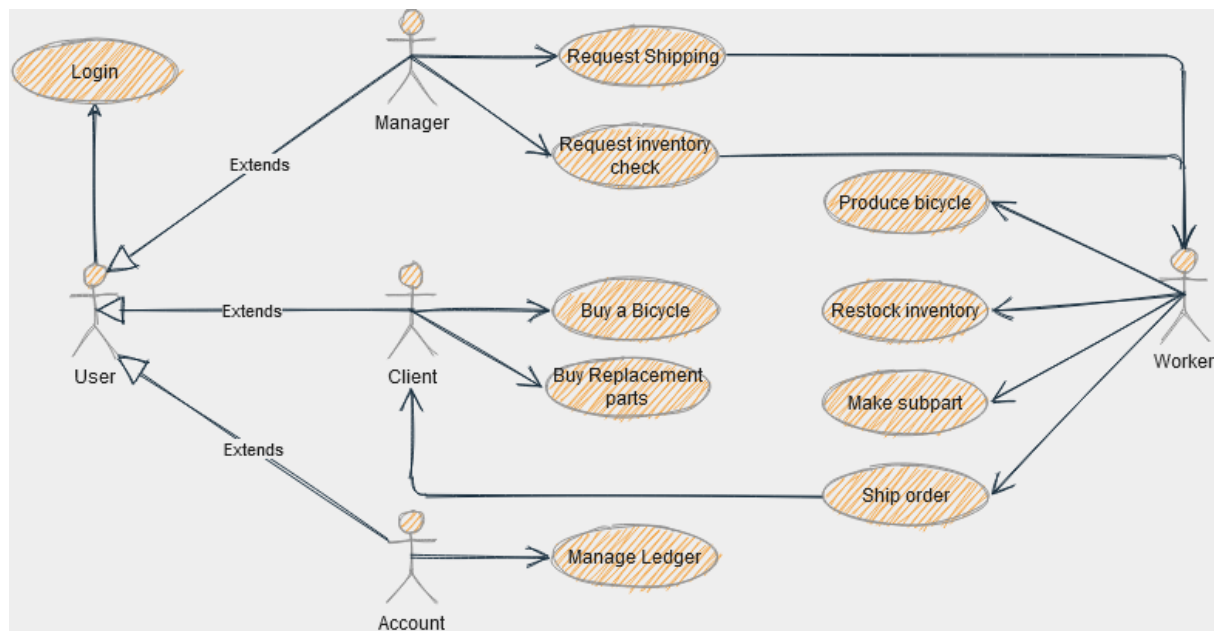 Login
Manager
Request Shipping
Request inventory
check
Extends
Produce bicycle
User
Extends
Client
Buy a Bicycle
Restock inventory
Worker
Buy Replacement
parts
Make subpart
Extends
Ship order
Account
Manage Ledger